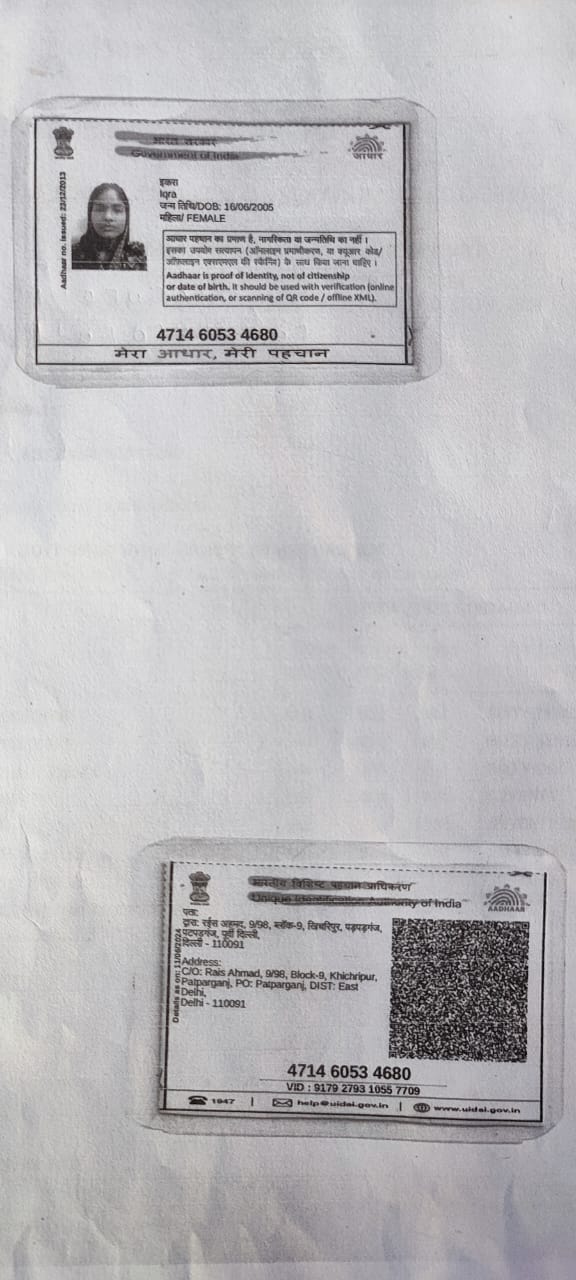 भारत सरकार
Government of India
आधार
Aadhaar no. issued: 23/12/2013
इकरा
Iqra
जन्म तिथि/DOB: 16/06/2005
महिला/ FEMALE
आधार पहचान का प्रमाण है, नागरिकता या जन्मतिथि का नहीं ।
इसका उपयोग सत्यापन (ऑनलाइन प्रमाणीकरण, या क्यूआर कोड/
ऑफलाइन एक्सएमएल की स्कैनिंग) के साथ किया जाना चाहिए ।
Aadhaar is proof of identity, not of citizenship
or date of birth. It should be used with verification (online
authentication, or scanning of QR code / offline XML).
4714 6053 4680
मेरा आधार, मेरी पहचान
भारतीय विशिष्ट पहचान प्राधिकरण
Unique Identification Authority of India
AADHAAR
Details as on: 11/06/2024
पता:
द्वारा: रईस अहमद, 9/98, ब्लॉक-9, खिचरिपुर, पड़पड़गंज,
पटपड़गंज, पूर्वी दिल्ली,
दिल्ली - 110091
Address:
C/O: Rais Ahmad, 9/98, Block-9, Khichripur,
Patparganj, PO: Patparganj, DIST: East
Delhi,
Delhi - 110091
4714 6053 4680
VID : 9179 2793 1055 7709
1947 | help@uidai.gov.in | www.uidai.gov.in